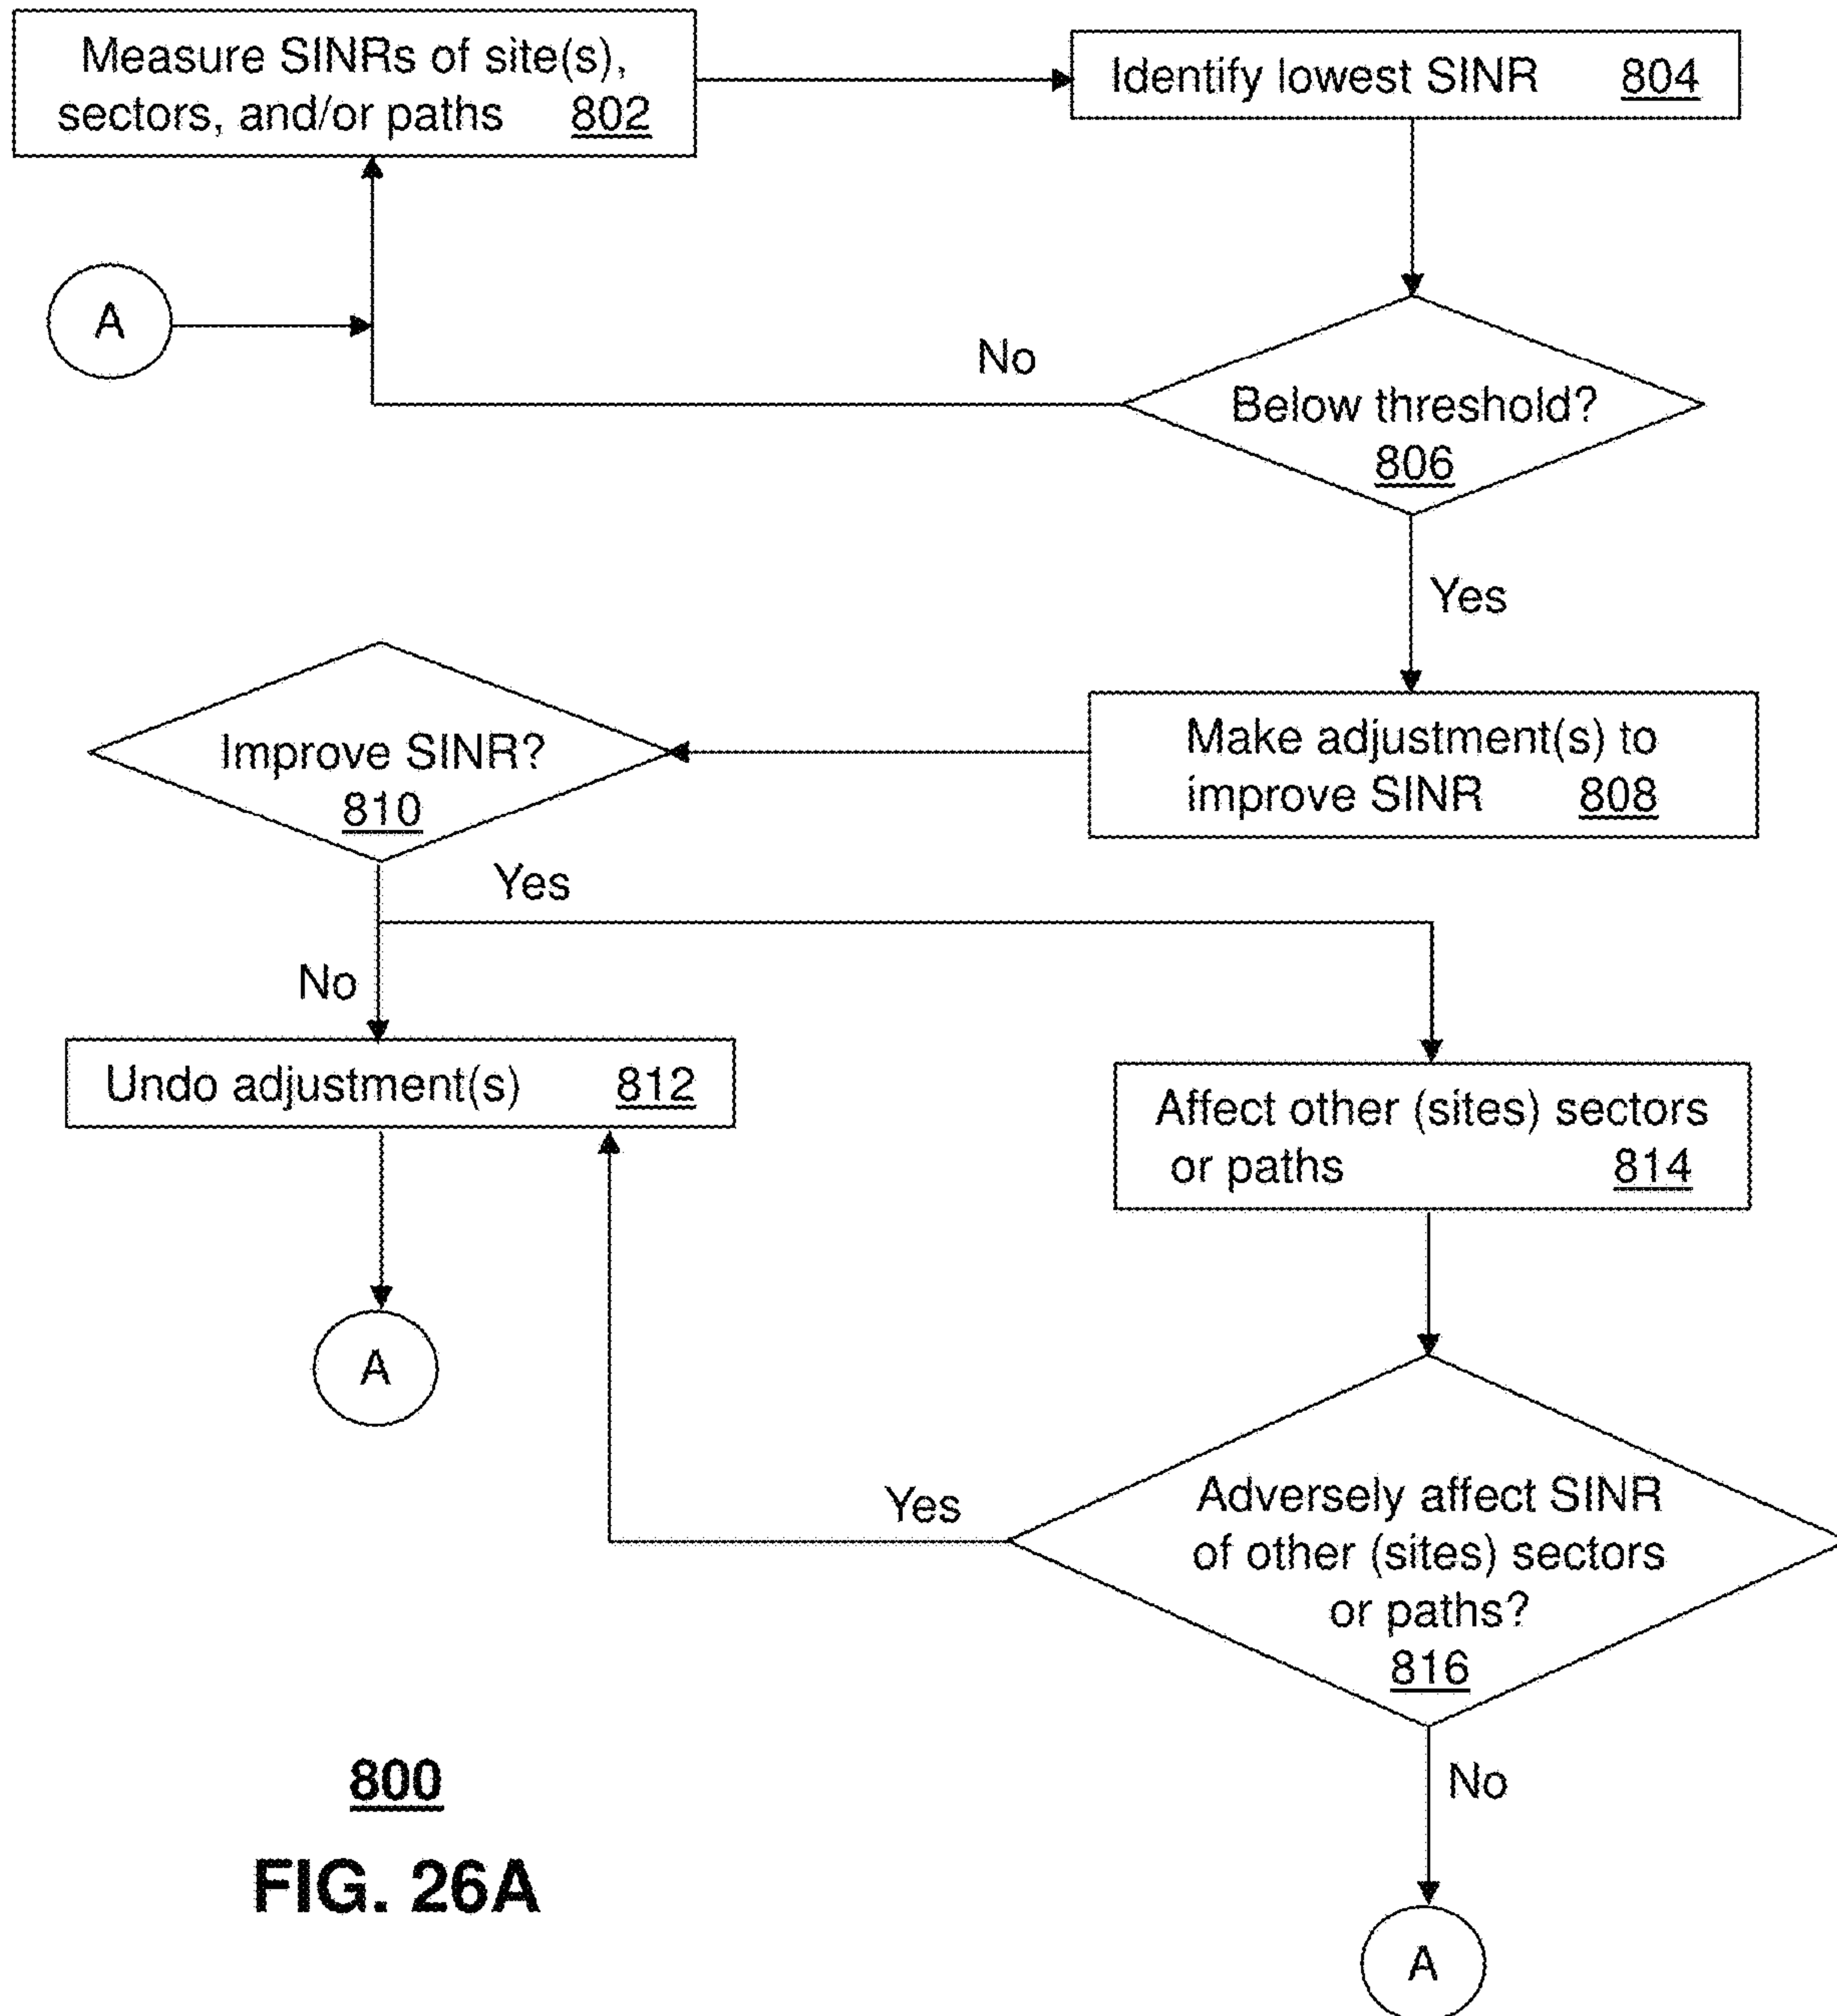 Measure SINRs of site(s),
sectors, and/or paths 802
Identify lowest SINR 804
A
No
Below threshold?
806
Yes
Improve SINR?
810
Make adjustment(s) to
improve SINR 808
Yes
No
Undo adjustment(s) 812
Affect other (sites) sectors
or paths 814
A
Yes
Adversely affect SINR
of other (sites) sectors
or paths?
816
No
800
FIG. 26A
A